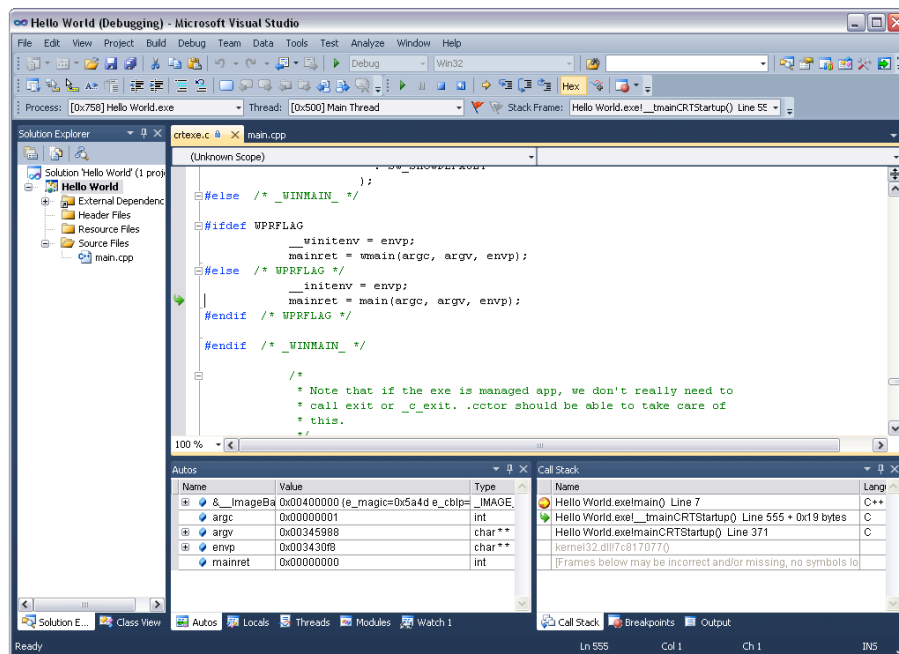 Hello World (Debugging) - Microsoft Visual Studio
File Edit View Project Build Debug Team Data Tools Test Analyze Window Help
Debug Win32
Hex
Process: [0x758] Hello World.exe Thread: [0x500] Main Thread Stack Frame: Hello World.exe!__tmainCRTStartup() Line 55
Solution Explorer
crtexe.c main.cpp
(Unknown Scope)
Solution 'Hello World' (1 proj
Hello World
External Dependenc
Header Files
Resource Files
Source Files
main.cpp
);
#else /* _WINMAIN_ */
#ifdef WPRFLAG
__winitenv = envp;
mainret = wmain(argc, argv, envp);
#else /* WPRFLAG */
__initenv = envp;
mainret = main(argc, argv, envp);
#endif /* WPRFLAG */
#endif /* _WINMAIN_ */
/*
* Note that if the exe is managed app, we don't really need to
* call exit or _c_exit. .cctor should be able to take care of
* this.
*/
100 %
Autos
Name Value Type
&__ImageBa 0x00400000 (e_magic=0x5a4d e_cblp= _IMAGE_
argc 0x00000001 int
argv 0x00345988 char **
envp 0x003430f8 char **
mainret 0x00000000 int
Call Stack
Name Langu
Hello World.exe!main() Line 7 C++
Hello World.exe!__tmainCRTStartup() Line 555 + 0x19 bytes C
Hello World.exe!mainCRTStartup() Line 371 C
kernel32.dll!7c817077()
[Frames below may be incorrect and/or missing, no symbols lo
Solution E... Class View Autos Locals Threads Modules Watch 1 Call Stack Breakpoints Output
Ready Ln 555 Col 1 Ch 1 INS